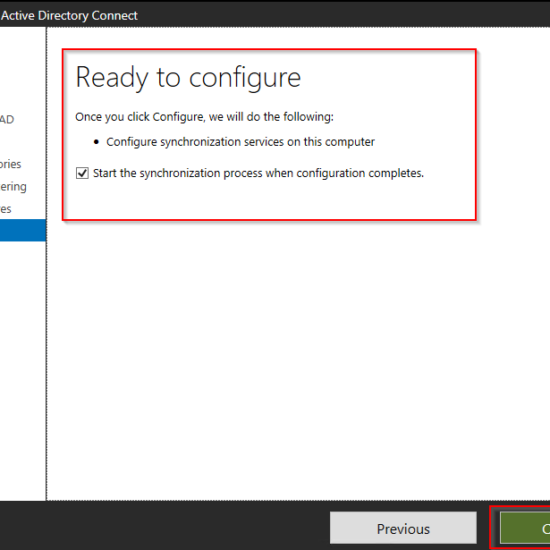 Active Directory Connect
Ready to configure
AD
Once you click Configure, we will do the following:
Configure synchronization services on this computer
ories
Start the synchronization process when configuration completes.
ering
es
Previous
C